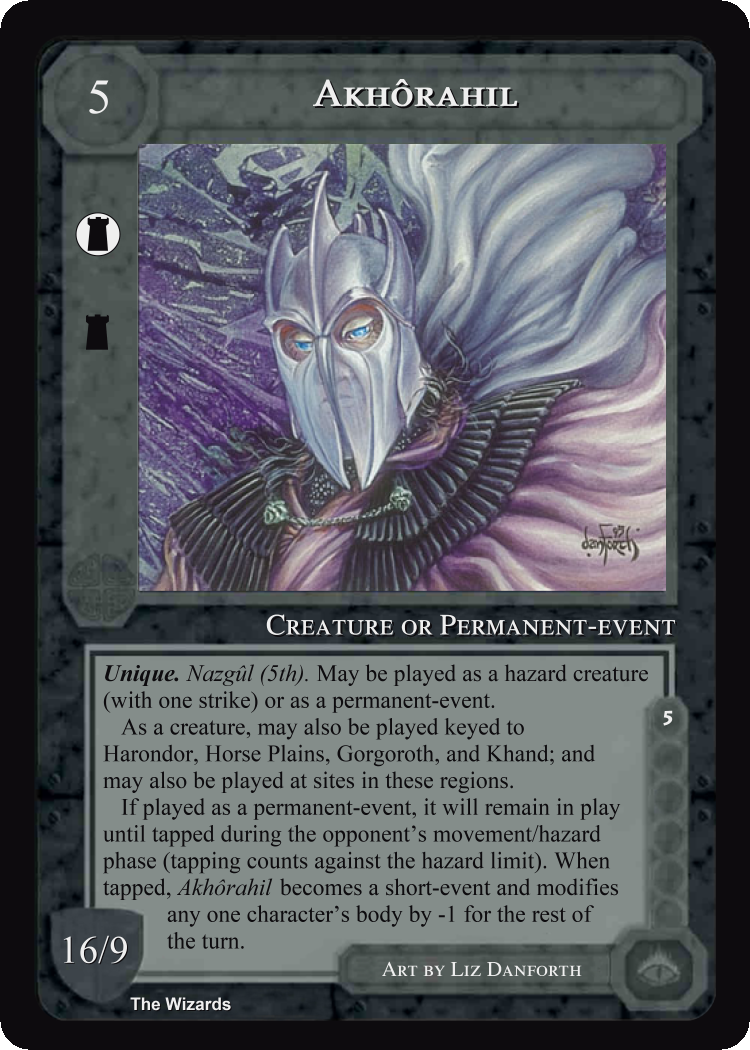 5
AKHÔRAHIL
danforth 95
CREATURE OR PERMANENT-EVENT
Unique. Nazgûl (5th). May be played as a hazard creature
(with one strike) or as a permanent-event.
As a creature, may also be played keyed to
Harondor, Horse Plains, Gorgoroth, and Khand; and
may also be played at sites in these regions.
If played as a permanent-event, it will remain in play
until tapped during the opponent's movement/hazard
phase (tapping counts against the hazard limit). When
tapped, Akhôrahil becomes a short-event and modifies
any one character's body by -1 for the rest of
the turn.
5
16/9
ART BY LIZ DANFORTH
The Wizards